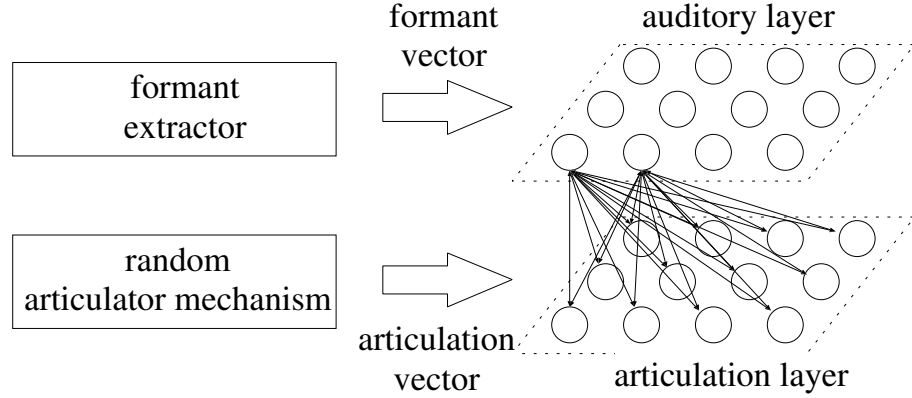 formant
vector
auditory layer
formant
extractor
random
articulator mechanism
articulation
vector
articulation layer